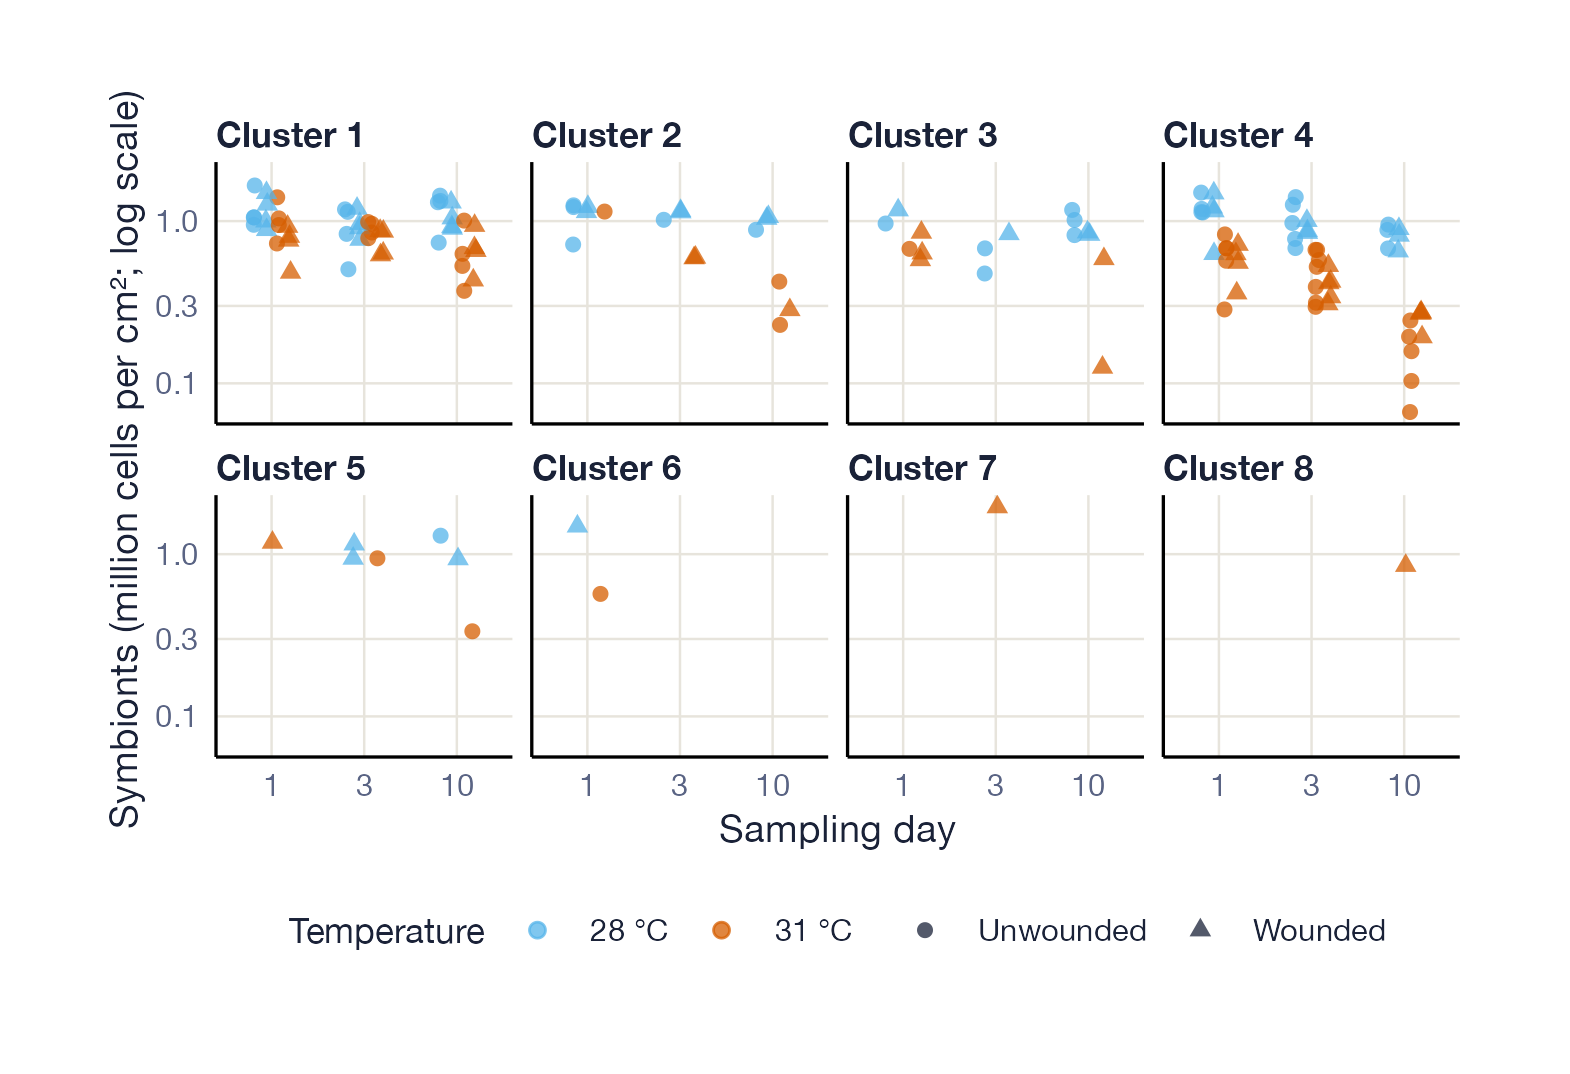 Cluster 1
Cluster 2
Cluster 3
Cluster 4
1.0
0.3
0.1
Cluster 5
Cluster 6
Cluster 7
Cluster 8
1.0
0.3
0.1
1 3 10
1 3 10
1 3 10
1 3 10
Symbionts (million cells per cm²; log scale)
Sampling day
Temperature 28 °C 31 °C Unwounded Wounded